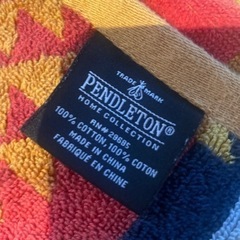 TRADE MARK
PENDLETON®
HOME COLLECTION
RN# 29685
100% COTTON, 100% COTON
MADE IN CHINA
FABRIQUÉ EN CHINE